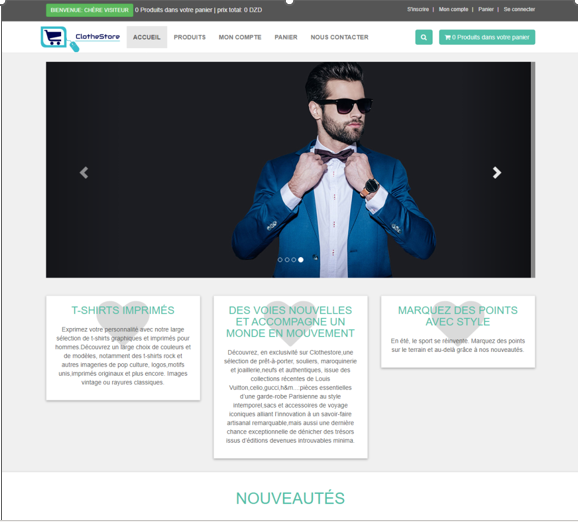 BIENVENUE: CHÈRE VISITEUR 0 Produits dans votre panier | prix total: 0 DZD
S'inscrire | Mon compte | Panier | Se connecter
ClotheStore ACCUEIL PRODUITS MON COMPTE PANIER NOUS CONTACTER 0 Produits dans votre panier
T-SHIRTS IMPRIMÉS
Exprimez votre personnalité avec notre large
sélection de t-shirts graphiques et imprimés pour
hommes.Découvrez un large choix de couleurs et
de modèles, notamment des t-shirts rock et
autres imageries de pop culture, logos,motifs
unis,imprimés originaux et plus encore. Images
vintage ou rayures classiques.
DES VOIES NOUVELLES
ET ACCOMPAGNE UN
MONDE EN MOUVEMENT
Découvrez, en exclusivité sur Clothestore,une
sélection de prêt-à-porter, souliers, maroquinerie
et joaillerie,neufs et authentiques, issue des
collections récentes de Louis
Vuitton,celio,gucci,h&m...:pièces essentielles
d'une garde-robe Parisienne au style
intemporel,sacs et accessoires de voyage
iconiques alliant l'innovation à un savoir-faire
artisanal remarquable,mais aussi une dernière
chance exceptionnelle de dénicher des trésors
issus d'éditions devenues introuvables.minima
MARQUEZ DES POINTS
AVEC STYLE
En été, le sport se réinvente. Marquez des points
sur le terrain et au-delà grâce à nos nouveautés.
NOUVEAUTÉS